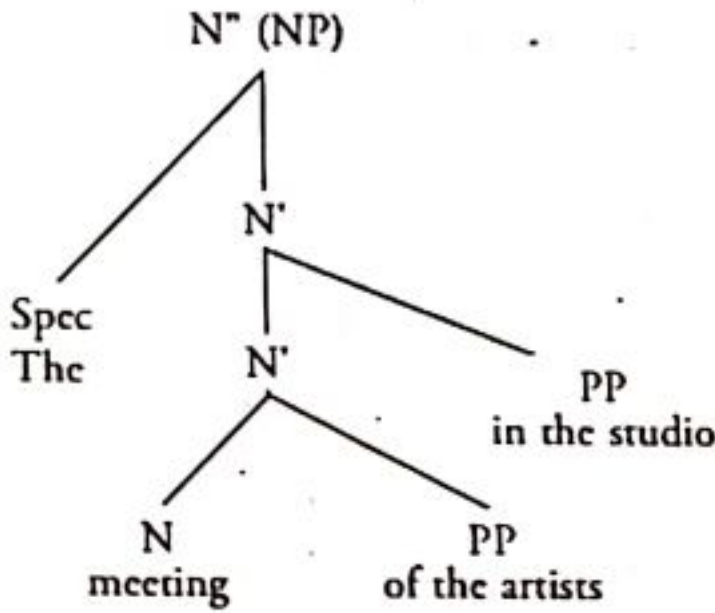 N" (NP)
N'
Spec
The
N'
PP
in the studio
N
meeting
PP
of the artists